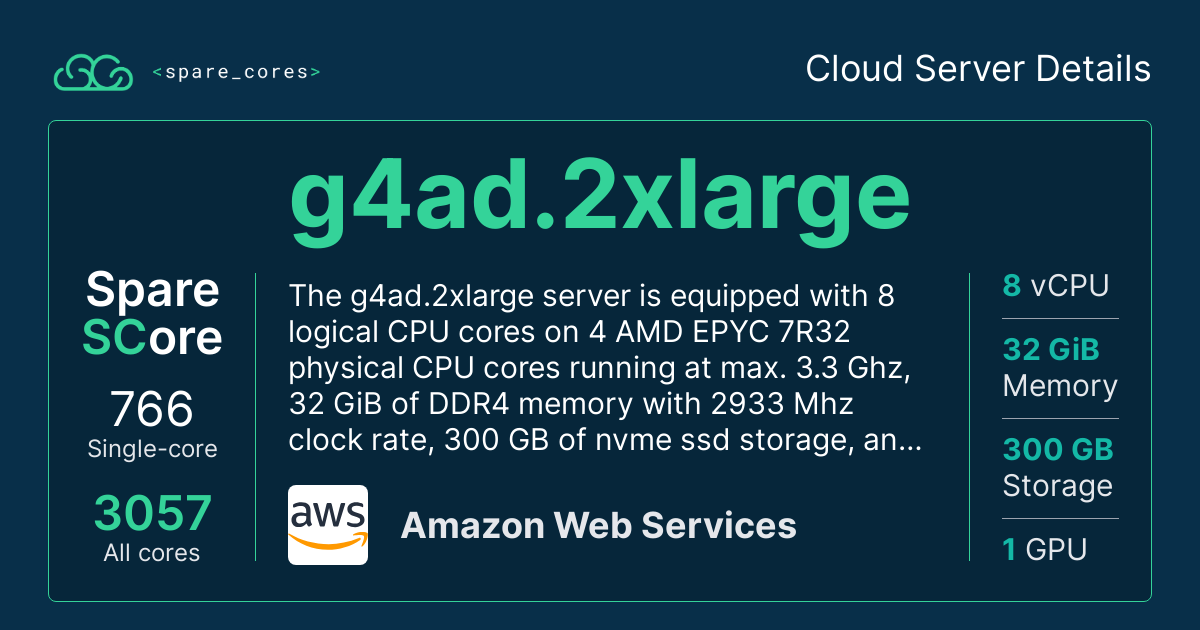 <spare_cores>
Cloud Server Details
g4ad.2xlarge
Spare
SCore
766
Single-core
3057
All cores
The g4ad.2xlarge server is equipped with 8
logical CPU cores on 4 AMD EPYC 7R32
physical CPU cores running at max. 3.3 Ghz,
32 GiB of DDR4 memory with 2933 Mhz
clock rate, 300 GB of nvme ssd storage, an...
aws
Amazon Web Services
8 vCPU
32 GiB
Memory
300 GB
Storage
1 GPU